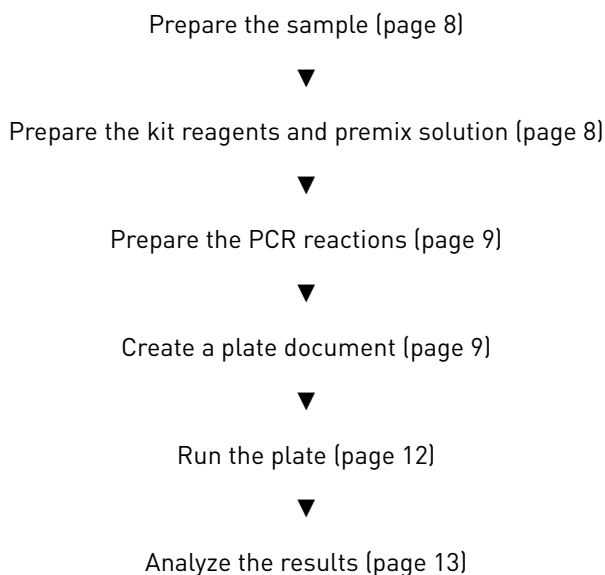 Prepare the sample (page 8)
▼
Prepare the kit reagents and premix solution (page 8)
▼
Prepare the PCR reactions (page 9)
▼
Create a plate document (page 9)
▼
Run the plate (page 12)
▼
Analyze the results (page 13)